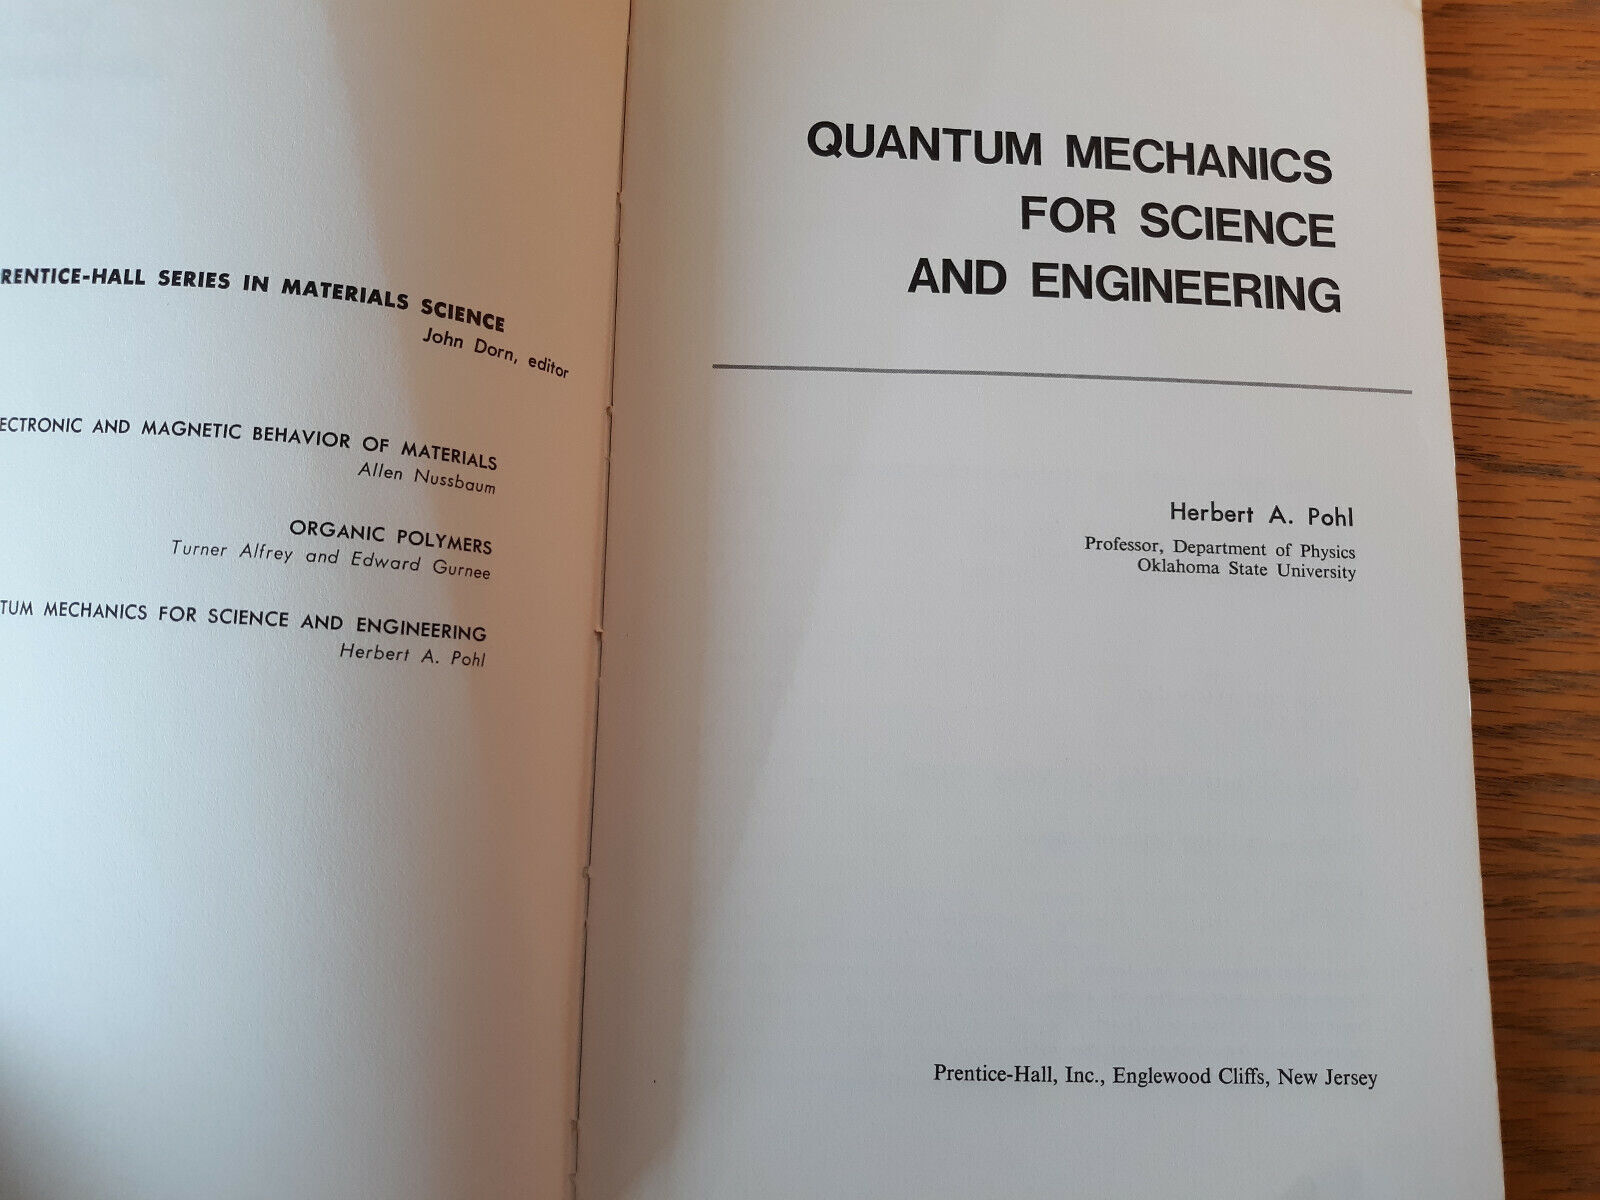 RENTICE-HALL SERIES IN MATERIALS SCIENCE
John Dorn, editor
ECTRONIC AND MAGNETIC BEHAVIOR OF MATERIALS
Allen Nussbaum
ORGANIC POLYMERS
Turner Alfrey and Edward Gurnee
TUM MECHANICS FOR SCIENCE AND ENGINEERING
Herbert A. Pohl
QUANTUM MECHANICS
FOR SCIENCE
AND ENGINEERING
Herbert A. Pohl
Professor, Department of Physics
Oklahoma State University
Prentice-Hall, Inc., Englewood Cliffs, New Jersey